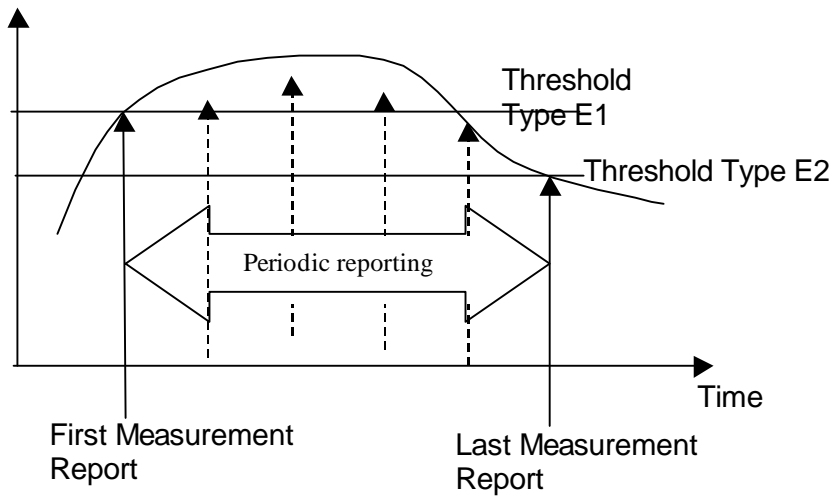 Threshold
Type E1
Threshold Type E2
Periodic reporting
Time
First Measurement
Report
Last Measurement
Report